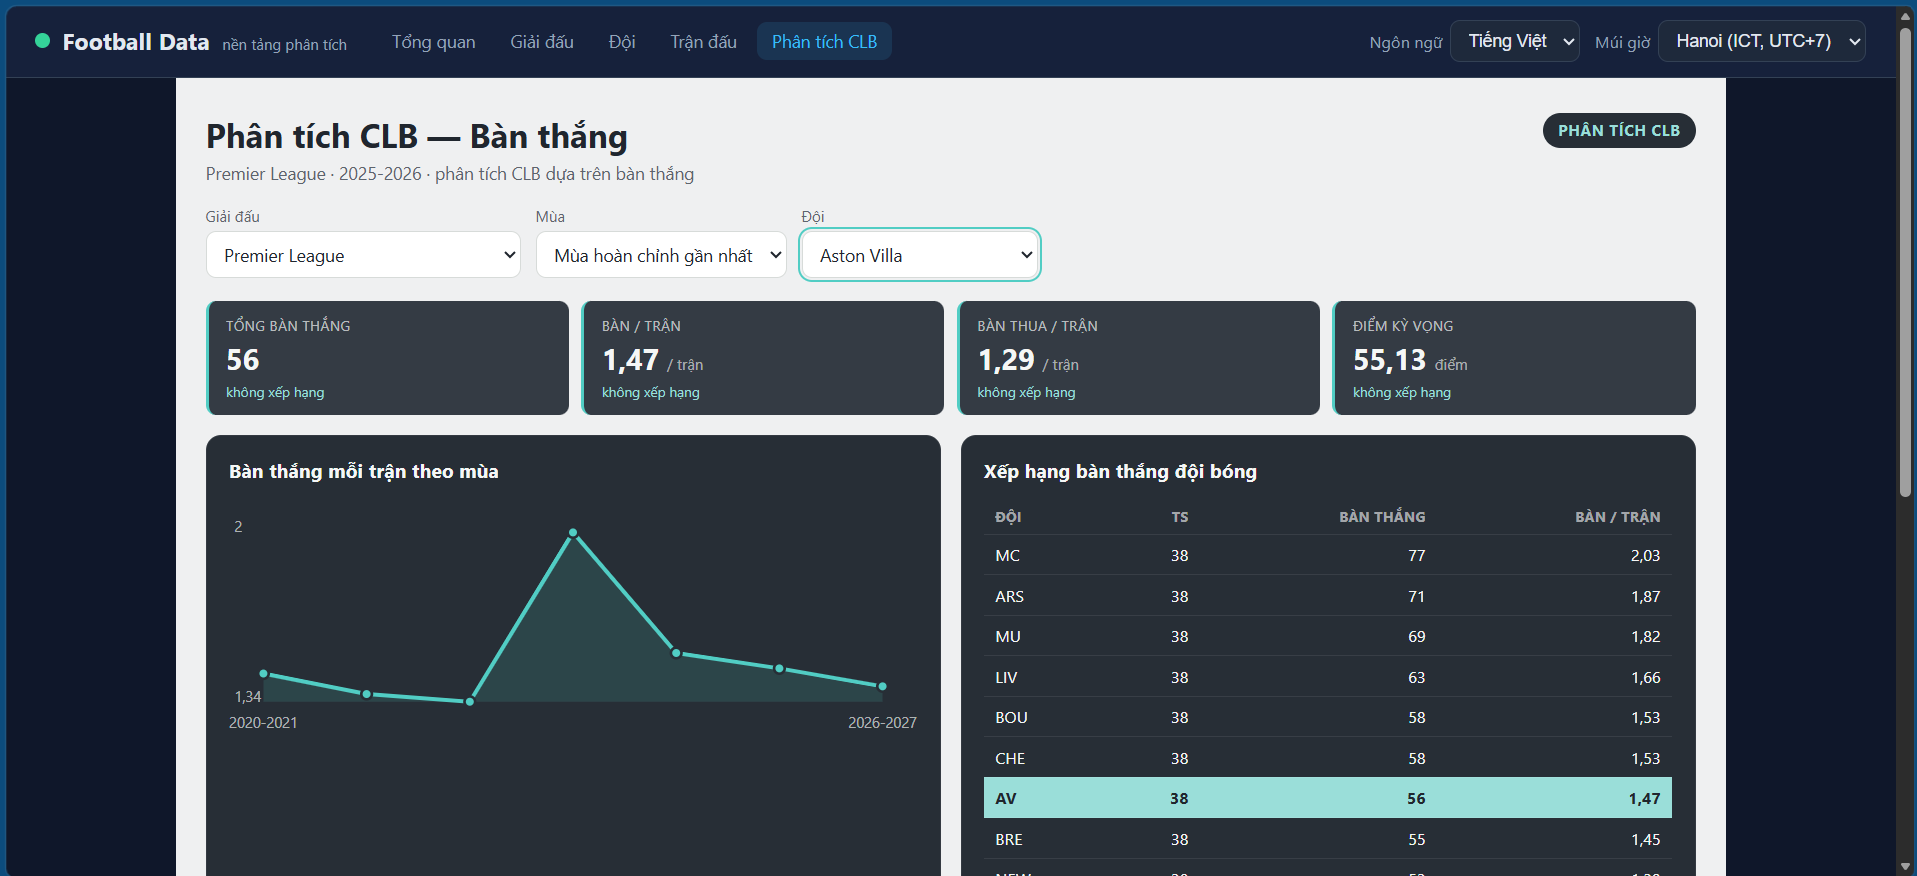 Football Data nền tảng phân tích Tổng quan Giải đấu Đội Trận đấu Phân tích CLB Ngôn ngữ Tiếng Việt Múi giờ Hanoi (ICT, UTC+7)
Phân tích CLB — Bàn thắng
PHÂN TÍCH CLB
Premier League · 2025-2026 · phân tích CLB dựa trên bàn thắng
Giải đấu Mùa Đội
Premier League Mùa hoàn chỉnh gần nhất Aston Villa
TỔNG BÀN THẮNG
56
không xếp hạng
BÀN / TRẬN
1,47 / trận
không xếp hạng
BÀN THUA / TRẬN
1,29 / trận
không xếp hạng
ĐIỂM KỲ VỌNG
55,13 điểm
không xếp hạng
Bàn thắng mỗi trận theo mùa
2
1,34
2020-2021 2026-2027
Xếp hạng bàn thắng đội bóng
ĐỘI TS BÀN THẮNG BÀN / TRẬN
MC 38 77 2,03
ARS 38 71 1,87
MU 38 69 1,82
LIV 38 63 1,66
BOU 38 58 1,53
CHE 38 58 1,53
AV 38 56 1,47
BRE 38 55 1,45